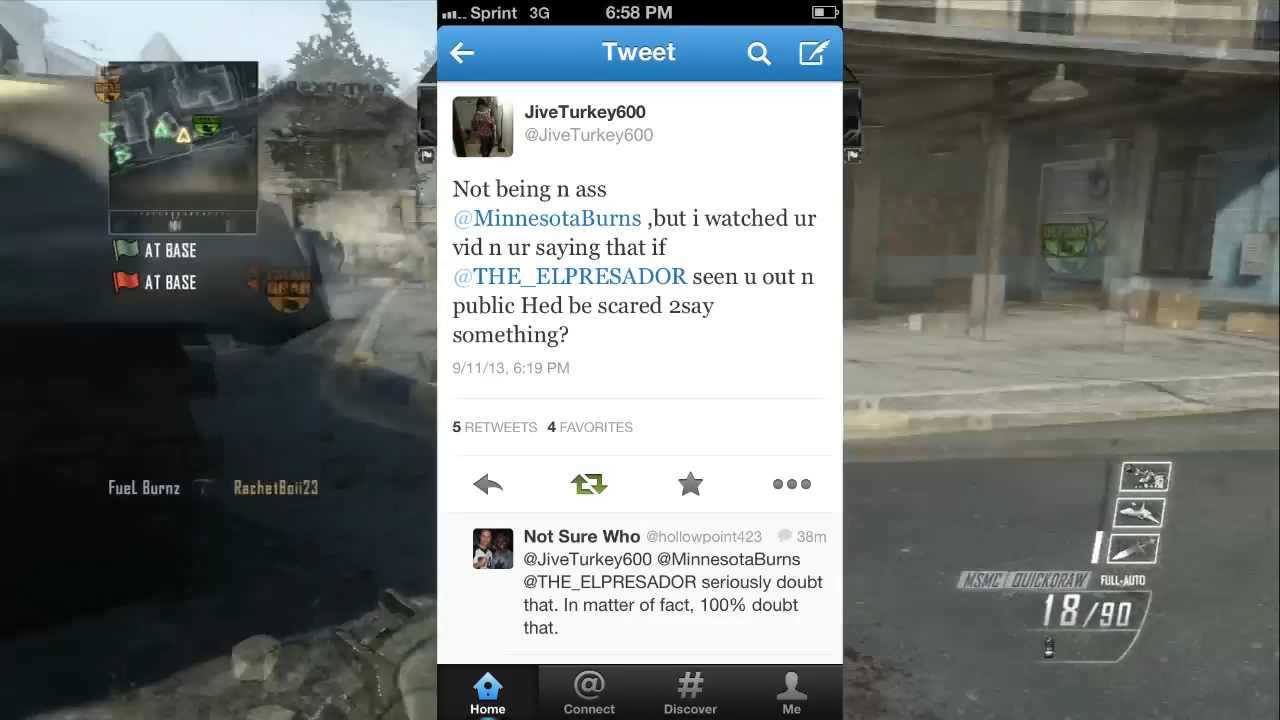 Sprint 3G 6:58 PM
Tweet
JiveTurkey600
@JiveTurkey600
Not being n ass
@MinnesotaBurns ,but i watched ur
vid n ur saying that if
@THE_ELPRESADOR seen u out n
public Hed be scared 2say
something?
9/11/13, 6:19 PM
5 RETWEETS 4 FAVORITES
Not Sure Who @hollowpoint423 38m
@JiveTurkey600 @MinnesotaBurns
@THE_ELPRESADOR seriously doubt
that. In matter of fact, 100% doubt
that.
Home Connect Discover Me
AT BASE
AT BASE
FueL Burnz RachetBoii23
DEFEND
MSMC QUICKDRAW FULL-AUTO
18/90